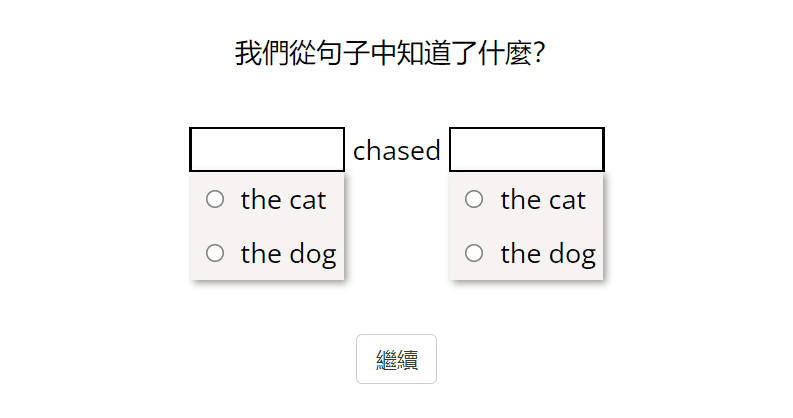 我們從句子中知道了什麼?
chased
the cat the cat
the dog the dog
繼續